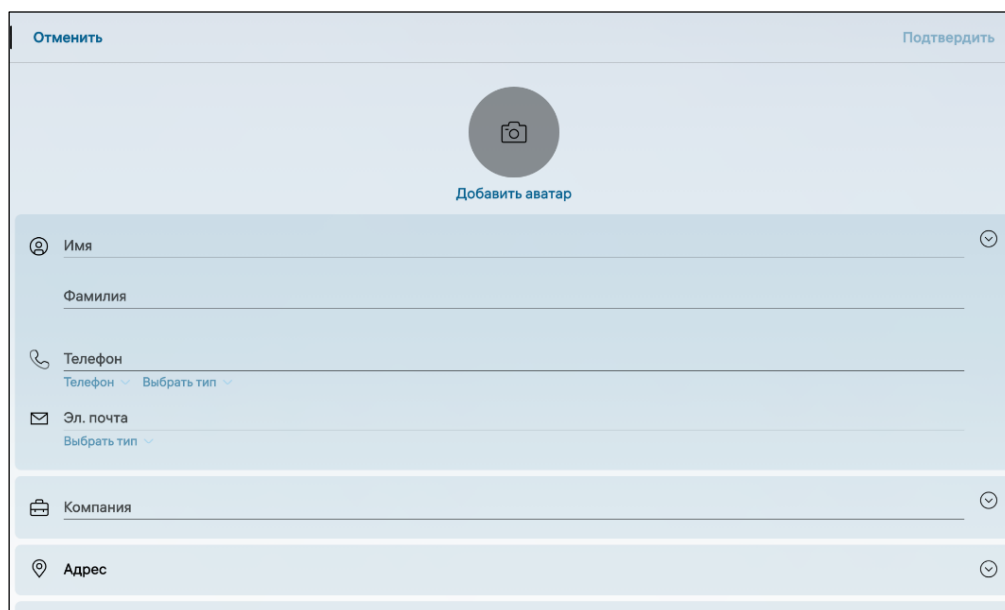 Отменить Подтвердить
Добавить аватар
Имя
Фамилия
Телефон
Телефон Выбрать тип
Эл. почта
Выбрать тип
Компания
Адрес